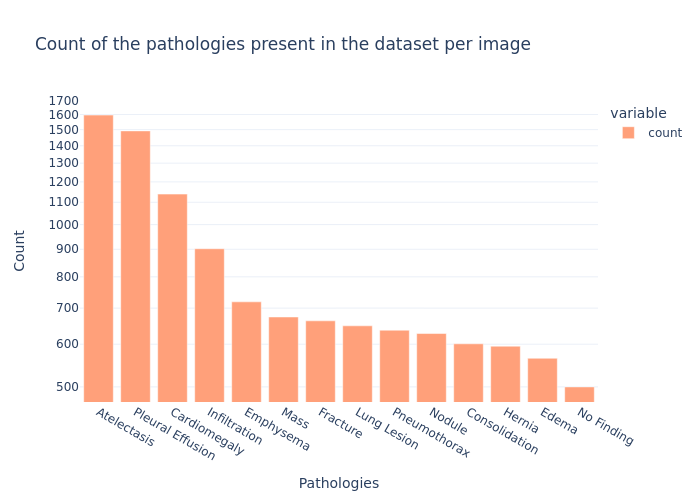 Count of the pathologies present in the dataset per image
1700
1600
1500
1400
1300
1200
1100
1000
900
800
700
600
500
Count
variable
count
Atelectasis
Pleural Effusion
Cardiomegaly
Infiltration
Emphysema
Mass
Fracture
Lung Lesion
Pneumothorax
Nodule
Consolidation
Hernia
Edema
No Finding
Pathologies